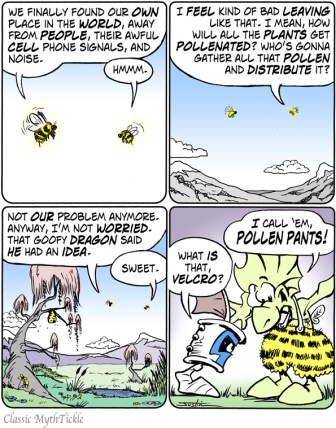 WE FINALLY FOUND OUR OWN
PLACE IN THE WORLD, AWAY
FROM PEOPLE, THEIR AWFUL
CELL PHONE SIGNALS, AND
NOISE.
HMMM.
I FEEL KIND OF BAD LEAVING
LIKE THAT. I MEAN, HOW
WILL ALL THE PLANTS GET
POLLENATED? WHO'S GONNA
GATHER ALL THAT POLLEN
AND DISTRIBUTE IT?
NOT OUR PROBLEM ANYMORE.
ANYWAY, I'M NOT WORRIED.
THAT GOOFY DRAGON SAID
HE HAD AN IDEA.
SWEET.
I CALL 'EM,
POLLEN PANTS!
WHAT IS
THAT,
VELCRO?
Classic MythTickle